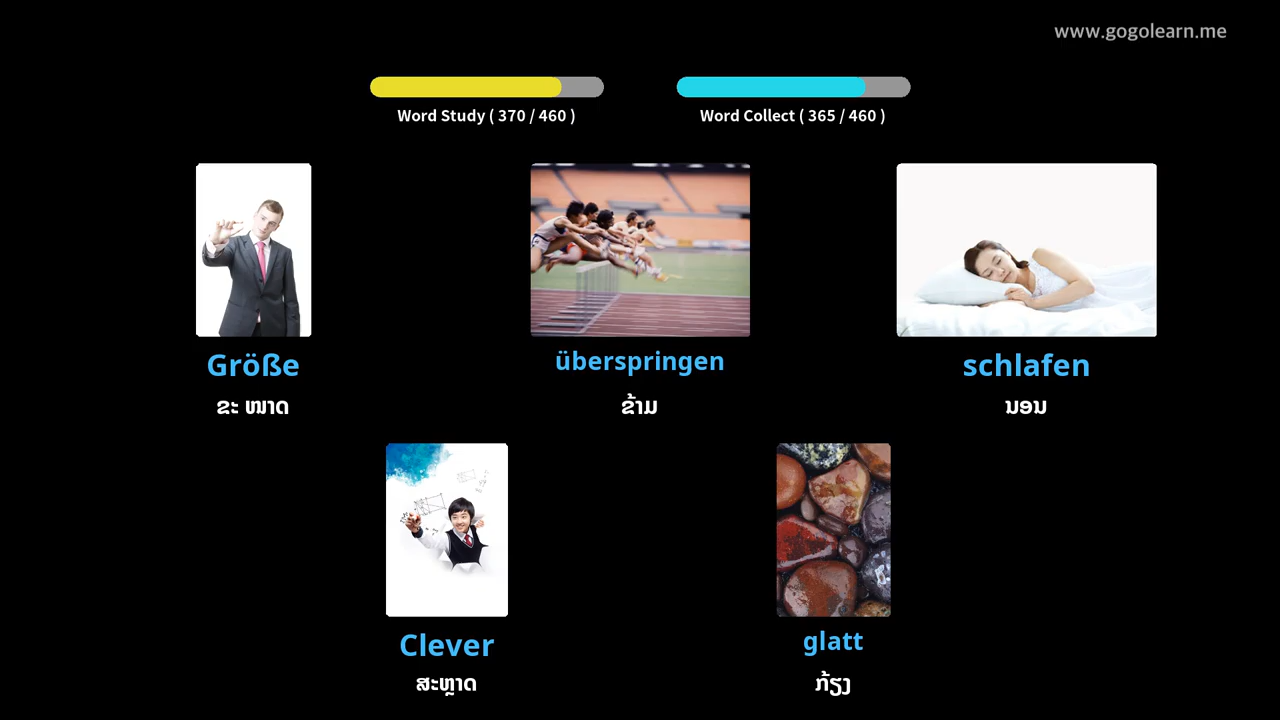 www.gogolearn.me
Word Study ( 370 / 460 )
Word Collect ( 365 / 460 )
Größe
überspringen
schlafen
ຂະ ໜາດ
ຂ້າມ
ນອນ
Clever
glatt
ສະຫຼາດ
ກ້ຽງ